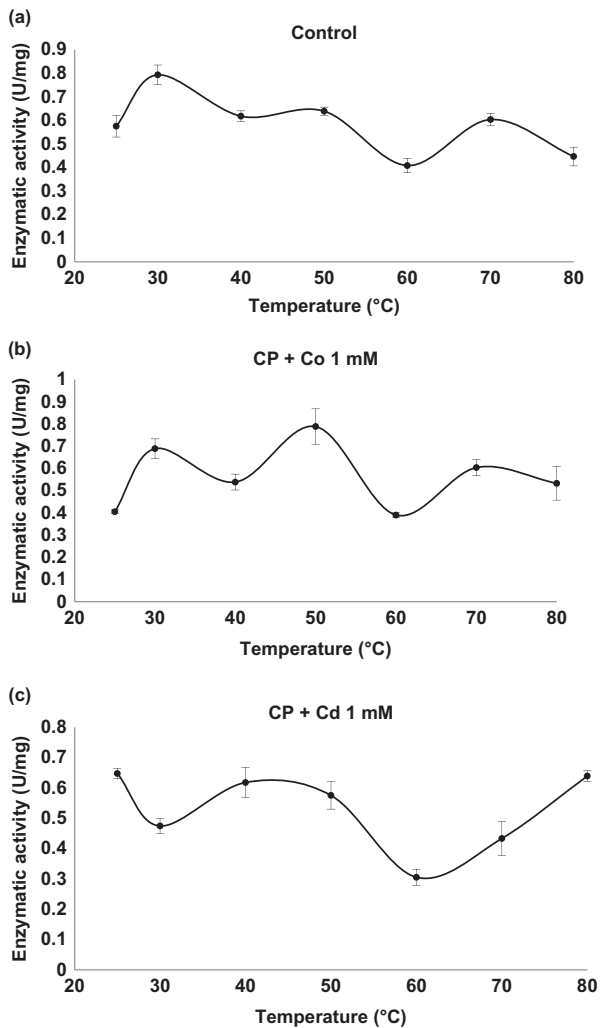 (a)
Control
Enzymatic activity (U/mg)
0.9
0.8
0.7
0.6
0.5
0.4
0.3
0.2
0.1
0
20 30 40 50 60 70 80
Temperature (°C)
(b)
CP + Co 1 mM
Enzymatic activity (U/mg)
1
0.9
0.8
0.7
0.6
0.5
0.4
0.3
0.2
0.1
0
20 30 40 50 60 70 80
Temperature (°C)
(c)
CP + Cd 1 mM
Enzymatic activity (U/mg)
0.8
0.7
0.6
0.5
0.4
0.3
0.2
0.1
0
20 30 40 50 60 70 80
Temperature (°C)